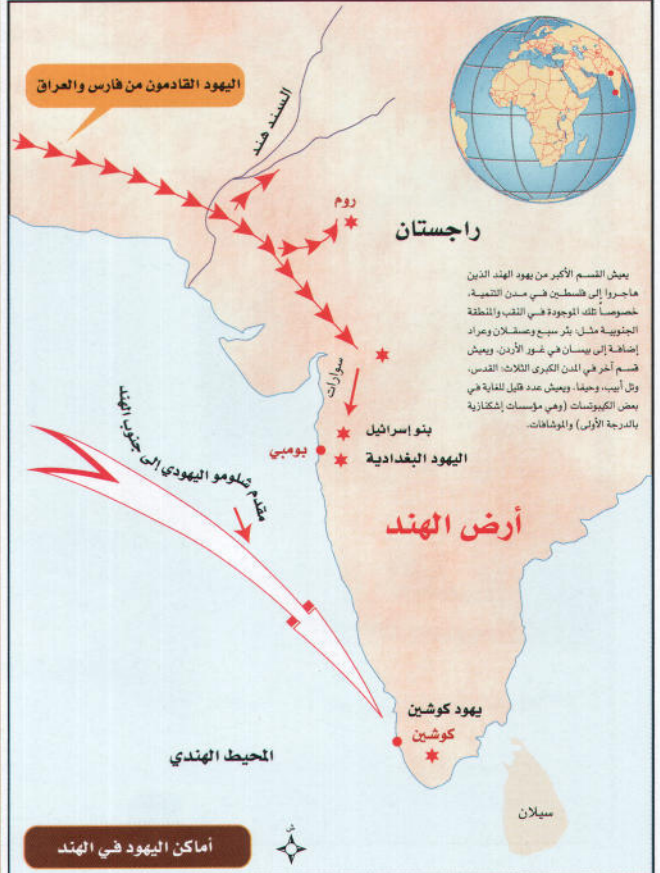 اليهود القادمون من فارس والعراق
السند هند
روم
راجستان
يعيش القسم الأكبر من يهود الهند الذين
هاجروا إلى فلسطين في مدن التنمية،
خصوصاً تلك الموجودة في النقب والمنطقة
الجنوبية مثل: بئر سبع وعسقلان وعراد
إضافة إلى بيسان في غور الأردن. ويعيش
قسم آخر في المدن الكبرى الثلاث: القدس،
وتل أبيب، وحيفا. ويعيش عدد قليل للغاية في
بعض الكيبوتسات (وهي مؤسسات إشكنازية
بالدرجة الأولى) والموشافات.
سوارات
بنو إسرائيل
بومبي
اليهود البغدادية
مقدم شلومو اليهودي إلى جنوب الهند
أرض الهند
يهود كوشين
كوشين
المحيط الهندي
سيلان
ش
أماكن اليهود في الهند